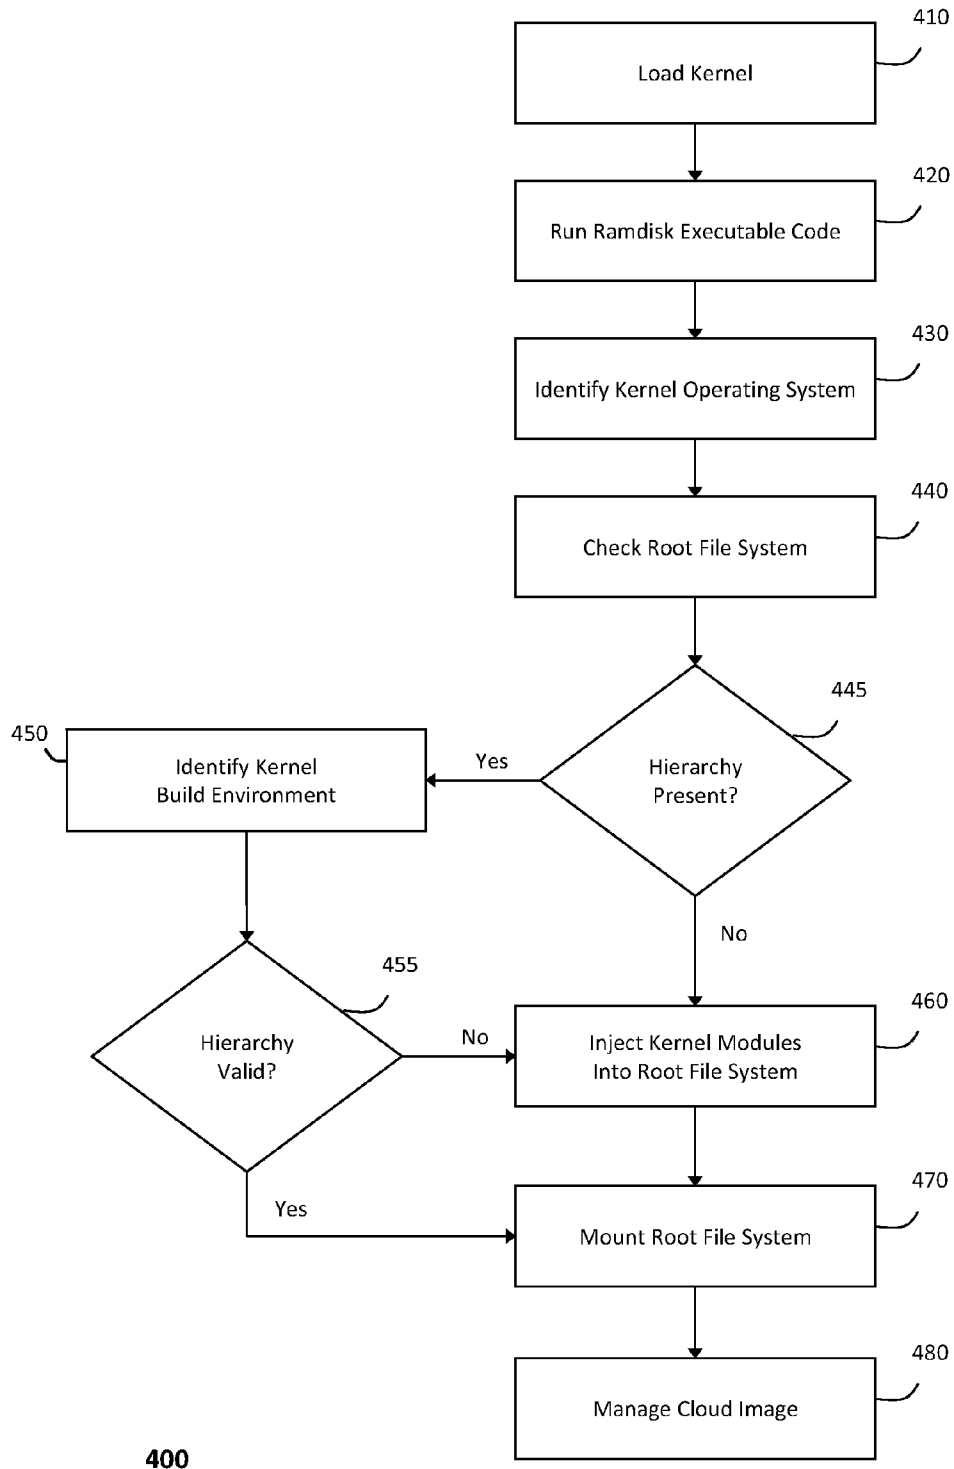 410
Load Kernel
420
Run Ramdisk Executable Code
430
Identify Kernel Operating System
440
Check Root File System
445
Hierarchy
Present?
Yes
No
450
Identify Kernel
Build Environment
455
Hierarchy
Valid?
No
Yes
460
Inject Kernel Modules
Into Root File System
470
Mount Root File System
480
Manage Cloud Image
400